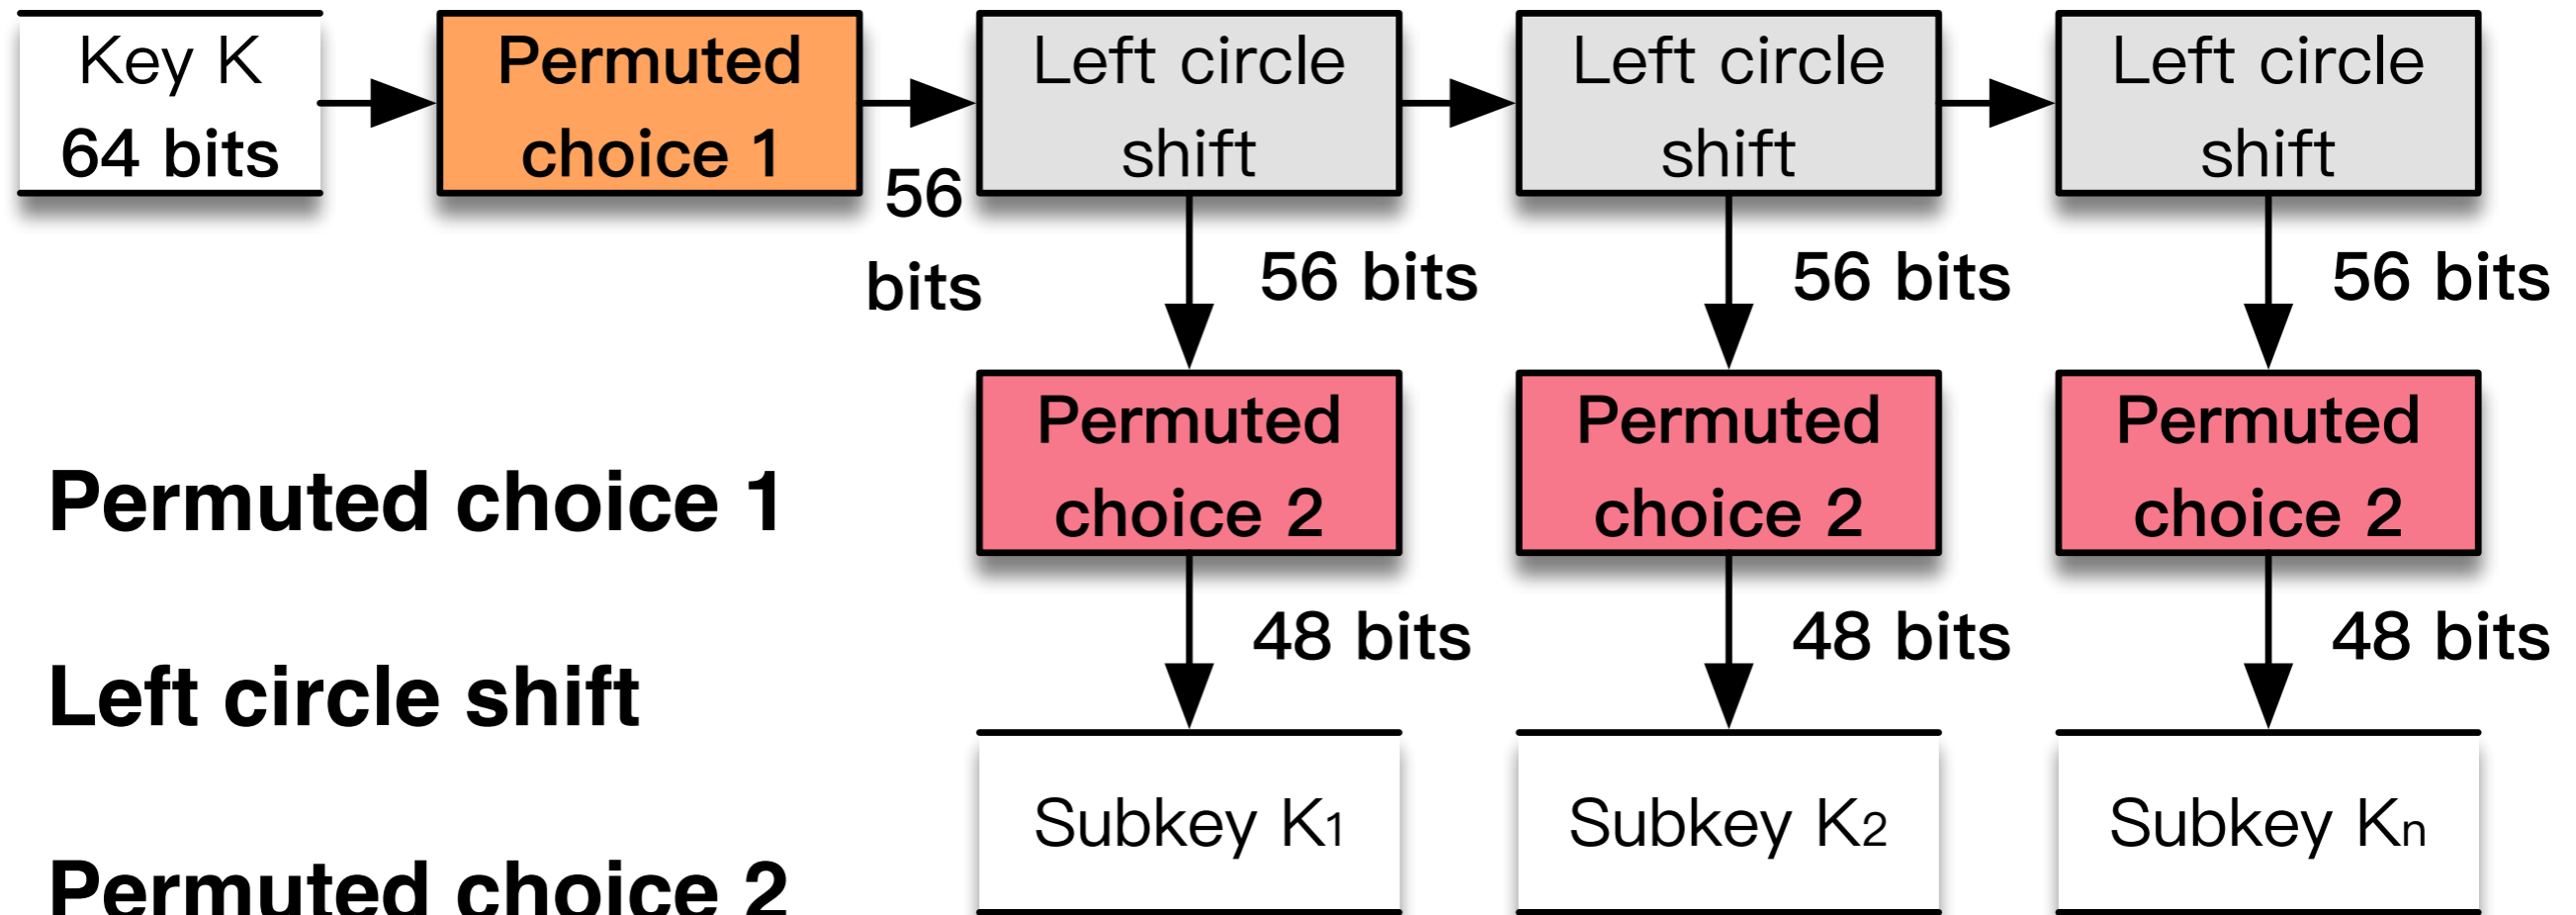 Key K
64 bits
Permuted
choice 1
56
bits
Left circle
shift
Left circle
shift
Left circle
shift
56 bits
56 bits
56 bits
Permuted
choice 2
Permuted
choice 2
Permuted
choice 2
48 bits
48 bits
48 bits
Subkey K1
Subkey K2
Subkey Kn
Permuted choice 1
Left circle shift
Permuted choice 2